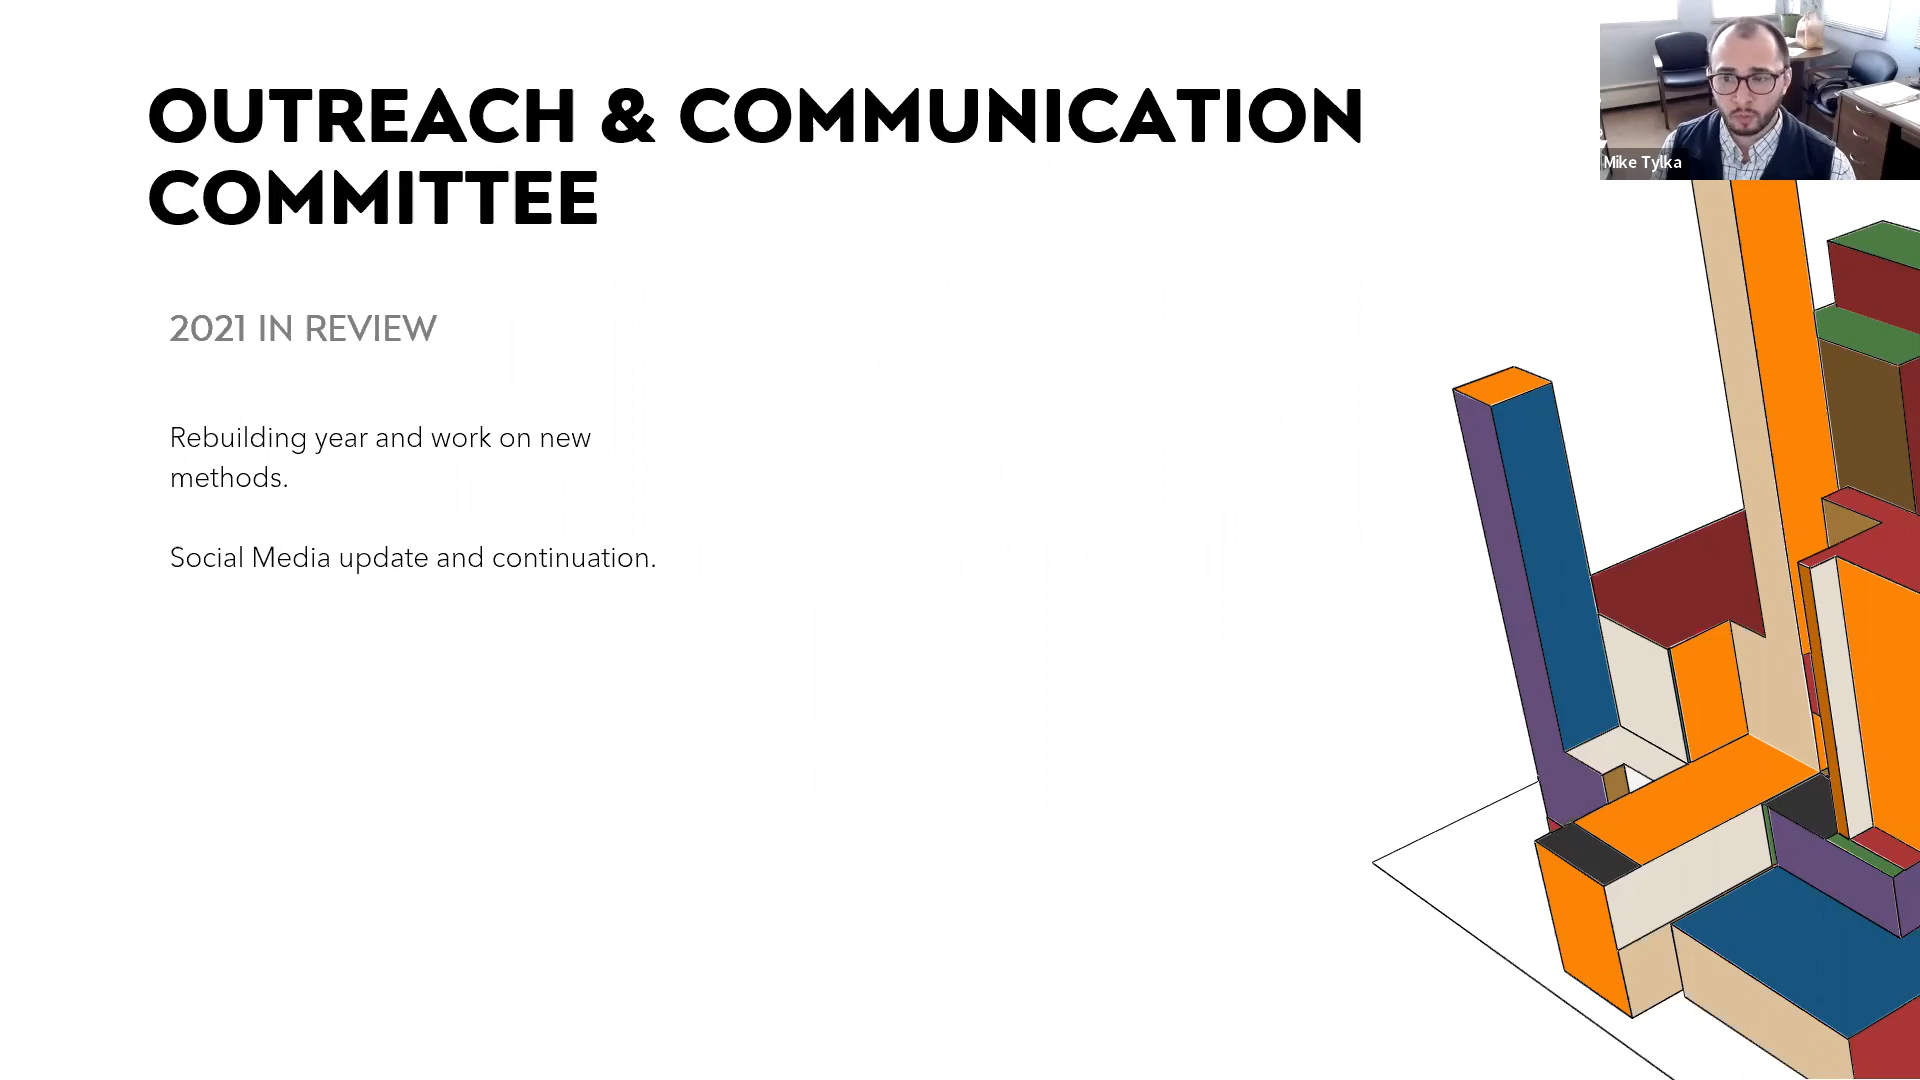 OUTREACH & COMMUNICATION
COMMITTEE
Mike Tylka
2021 IN REVIEW
Rebuilding year and work on new
methods.
Social Media update and continuation.